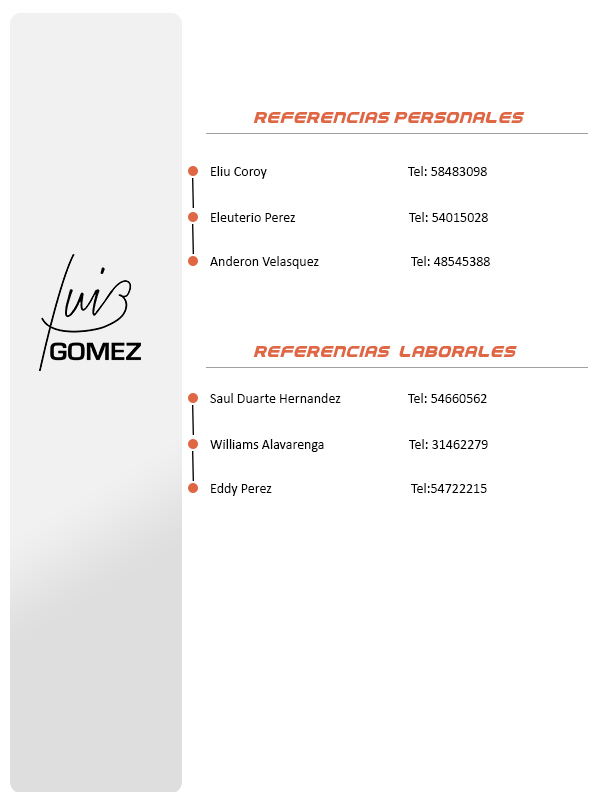 REFERENCIAS PERSONALES
Eliu Coroy Tel: 58483098
Eleuterio Perez Tel: 54015028
Anderon Velasquez Tel: 48545388
Luis
GOMEZ
REFERENCIAS LABORALES
Saul Duarte Hernandez Tel: 54660562
Williams Alavarenga Tel: 31462279
Eddy Perez Tel:54722215